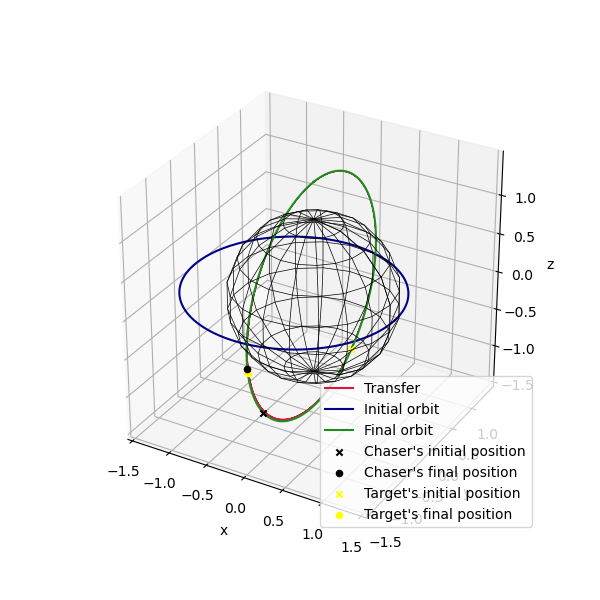 1.0
0.5
z
0.0
−0.5
−1.0
−1.5
Transfer
Initial orbit
Final orbit
Chaser's initial position
Chaser's final position
Target's initial position
Target's final position
1.0
−1.0
−1.5
−1.0
−0.5
0.0
0.5
1.0
1.5
−1.5
x